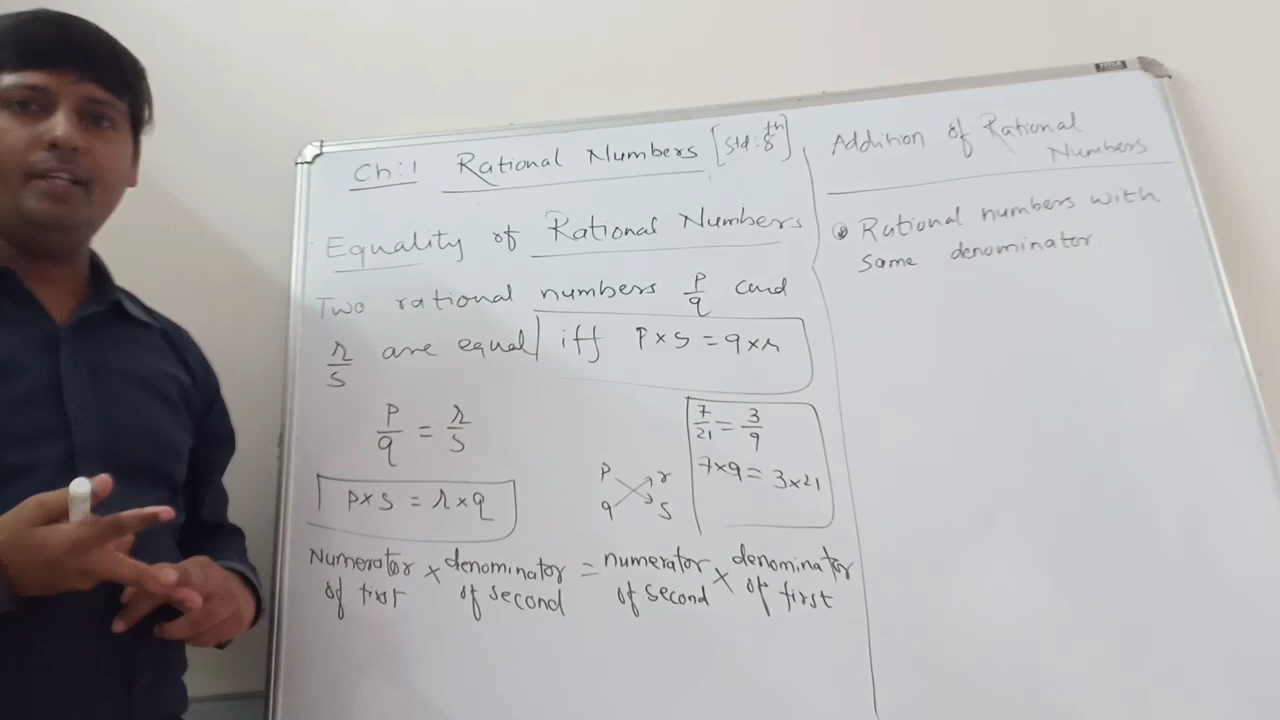 Ch:1 Rational Numbers [Std:8th]
Equality of Rational Numbers
Two rational numbers p/q and
r/s are equal iff p×s = q×r
p/q = r/s
p×s = r×q
p r
q s
7/21 = 3/9
7×9 = 3×21
Numerator of first × denominator of second = numerator of second × denominator of first
Addition of Rational
Numbers
Rational numbers with
same denominator.